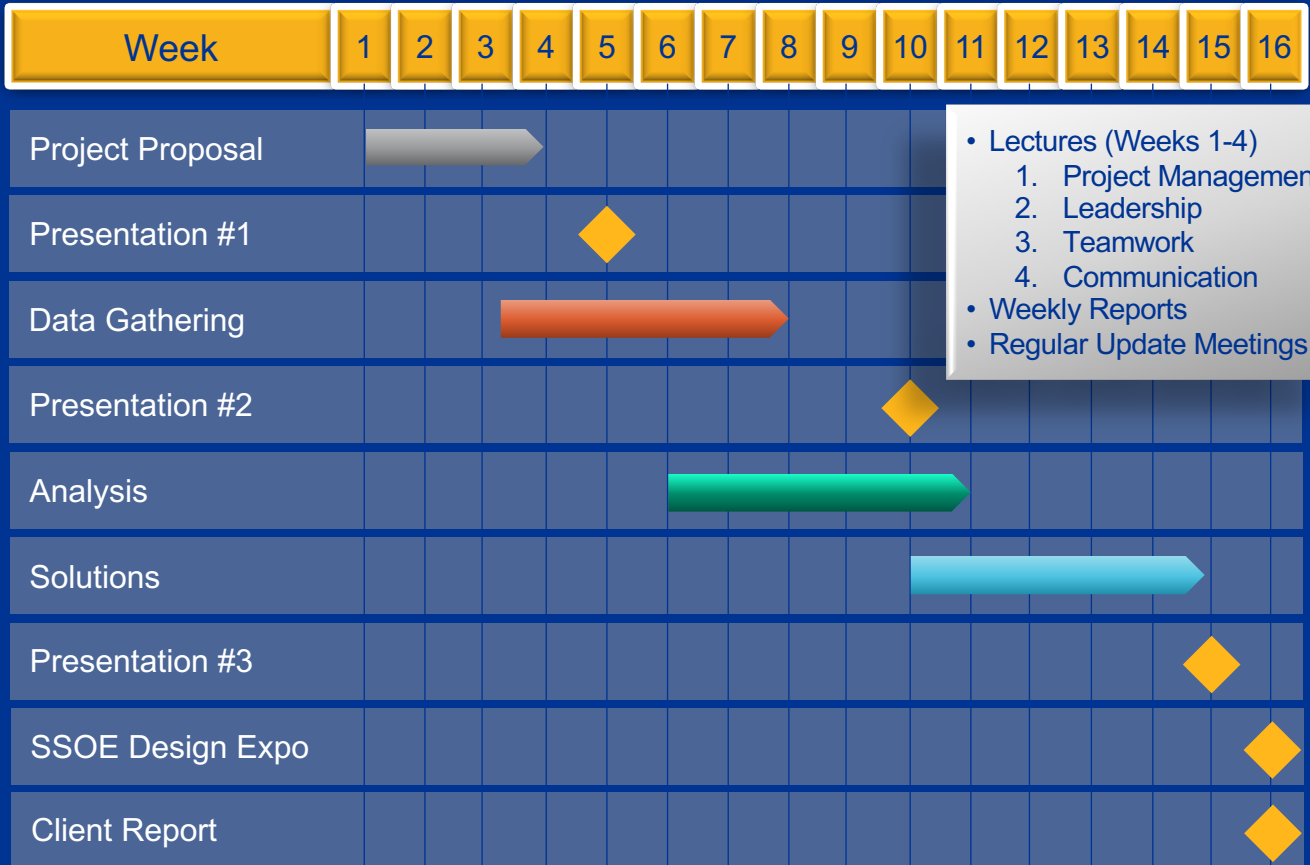 Week 1 2 3 4 5 6 7 8 9 10 11 12 13 14 15 16
Project Proposal
Presentation #1
Data Gathering
Presentation #2
Analysis
Solutions
Presentation #3
SSOE Design Expo
Client Report
• Lectures (Weeks 1-4)
1. Project Managemen
2. Leadership
3. Teamwork
4. Communication
• Weekly Reports
• Regular Update Meetings